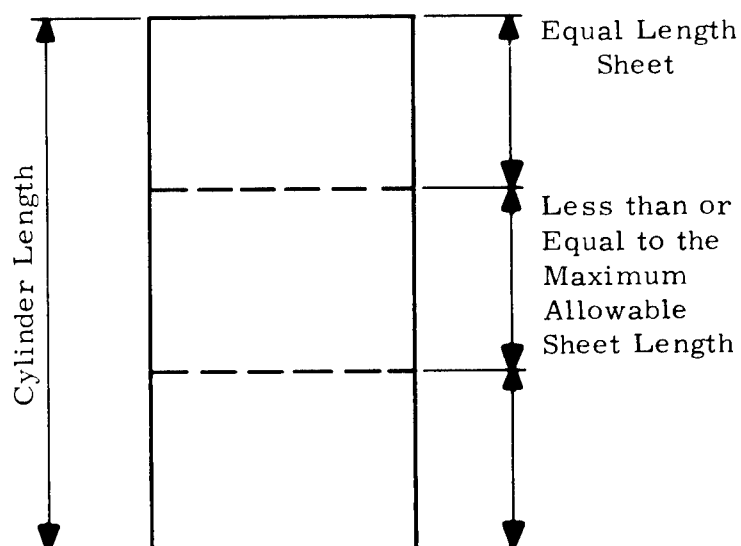 Equal Length
Sheet
Cylinder Length
Less than or
Equal to the
Maximum
Allowable
Sheet Length